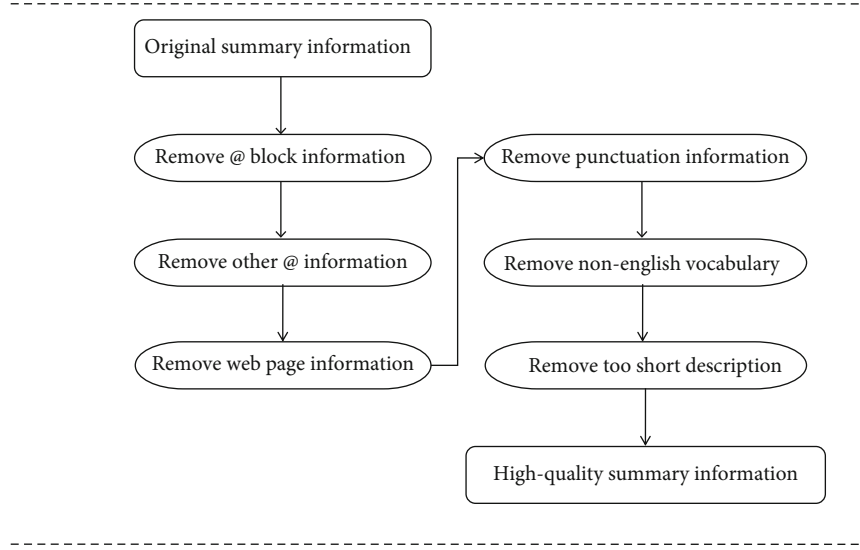 Original summary information
Remove @ block information
Remove other @ information
Remove web page information
Remove punctuation information
Remove non-english vocabulary
Remove too short description
High-quality summary information